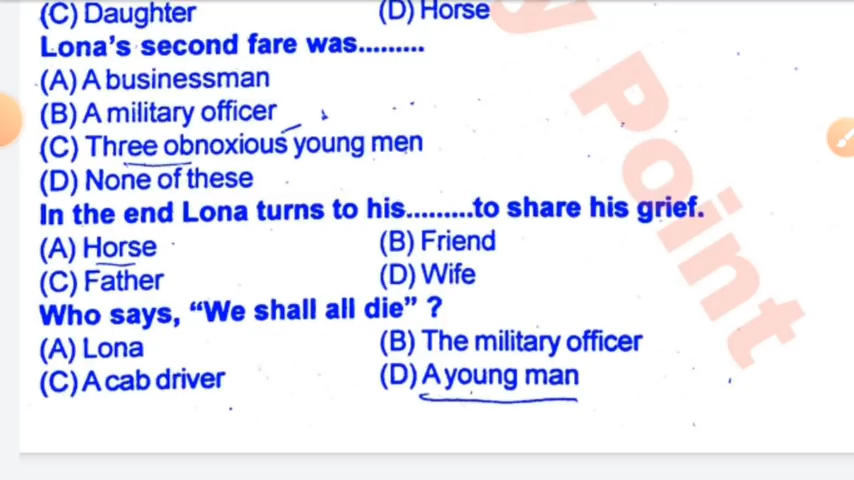 (C) Daughter (D) Horse
Lona's second fare was.........
(A) A businessman
(B) A military officer
(C) Three obnoxious young men
(D) None of these
In the end Lona turns to his.........to share his grief.
(A) Horse (B) Friend
(C) Father (D) Wife
Who says, "We shall all die" ?
(A) Lona (B) The military officer
(C) A cab driver (D) A young man
Point